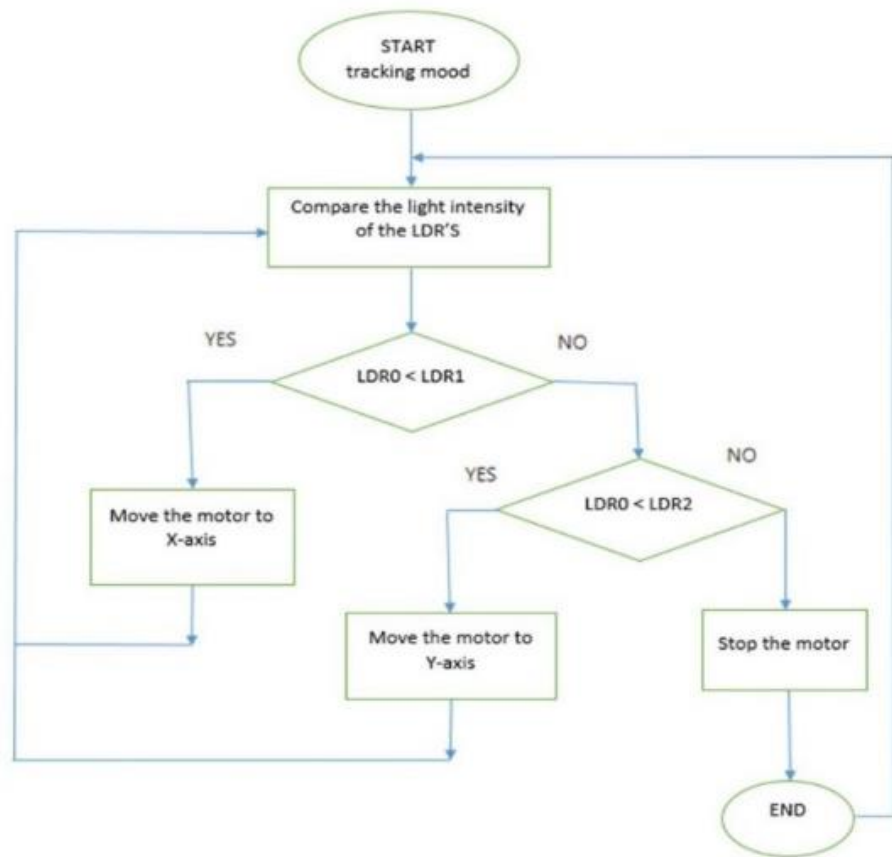 START
tracking mood
Compare the light intensity
of the LDR'S
YES
NO
LDR0 < LDR1
YES
NO
LDR0 < LDR2
Move the motor to
X-axis
Move the motor to
Y-axis
Stop the motor
END